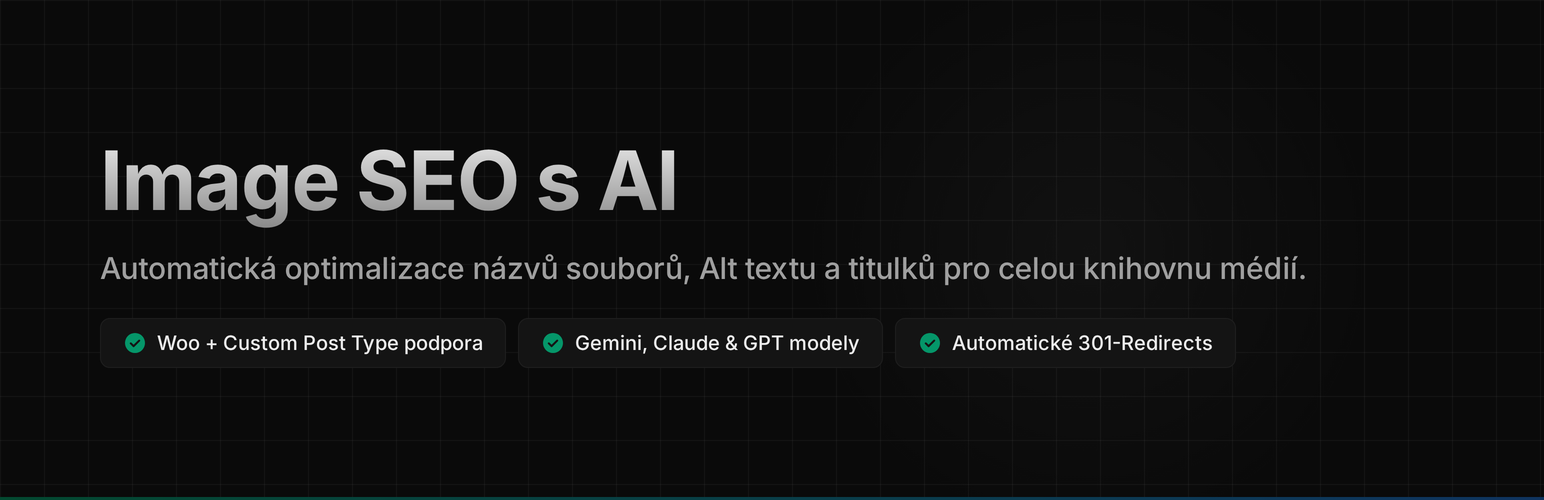 Image SEO s AI
Automatická optimalizace názvů souborů, Alt textu a titulků pro celou knihovnu médií.
Woo + Custom Post Type podpora
Gemini, Claude & GPT modely
Automatické 301-Redirects